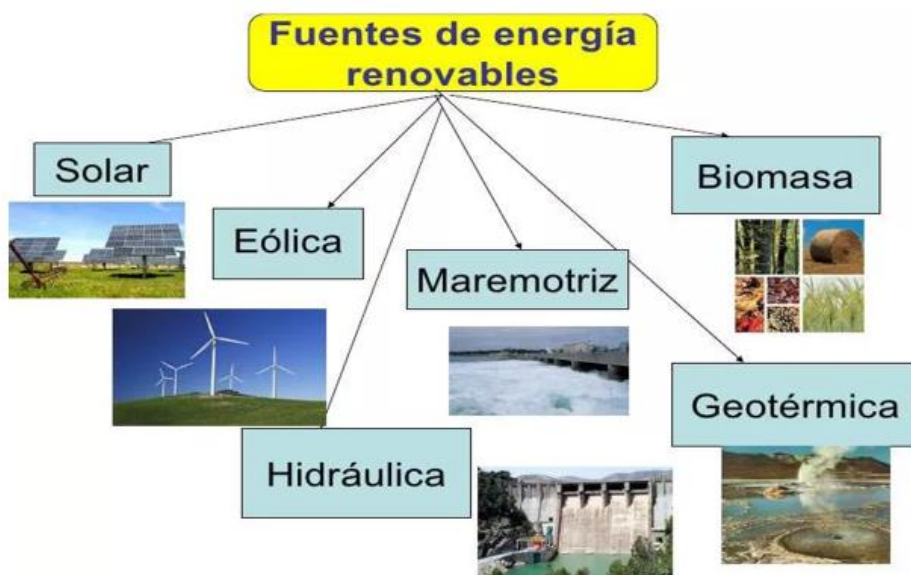 Fuentes de energía
renovables
Solar
Biomasa
Eólica
Maremotriz
Geotérmica
Hidráulica